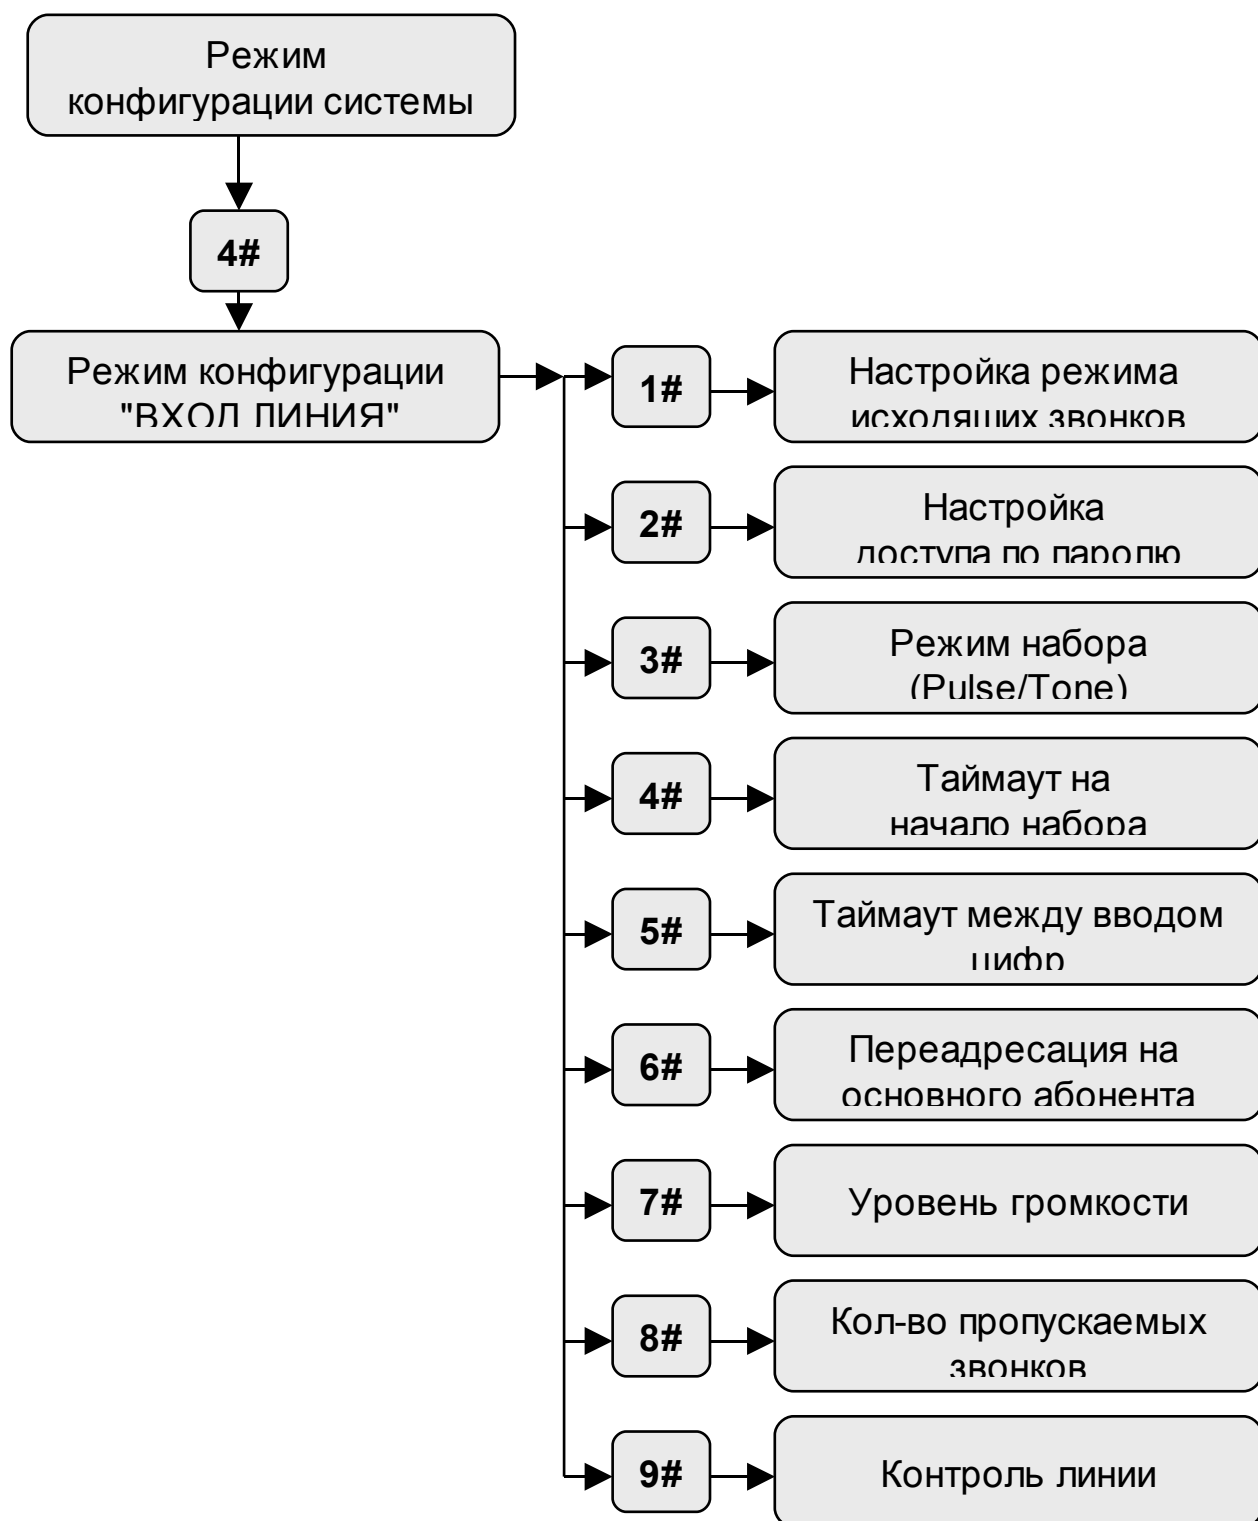 Режим
конфигурации системы
4#
Режим конфигурации
"ВХОД ЛИНИЯ"
1#
Настройка режима
исходящих звонков
2#
Настройка
доступа по паролю
3#
Режим набора
(Pulse/Tone)
4#
Таймаут на
начало набора
5#
Таймаут между вводом
цифр
6#
Переадресация на
основного абонента
7#
Уровень громкости
8#
Кол-во пропускаемых
звонков
9#
Контроль линии